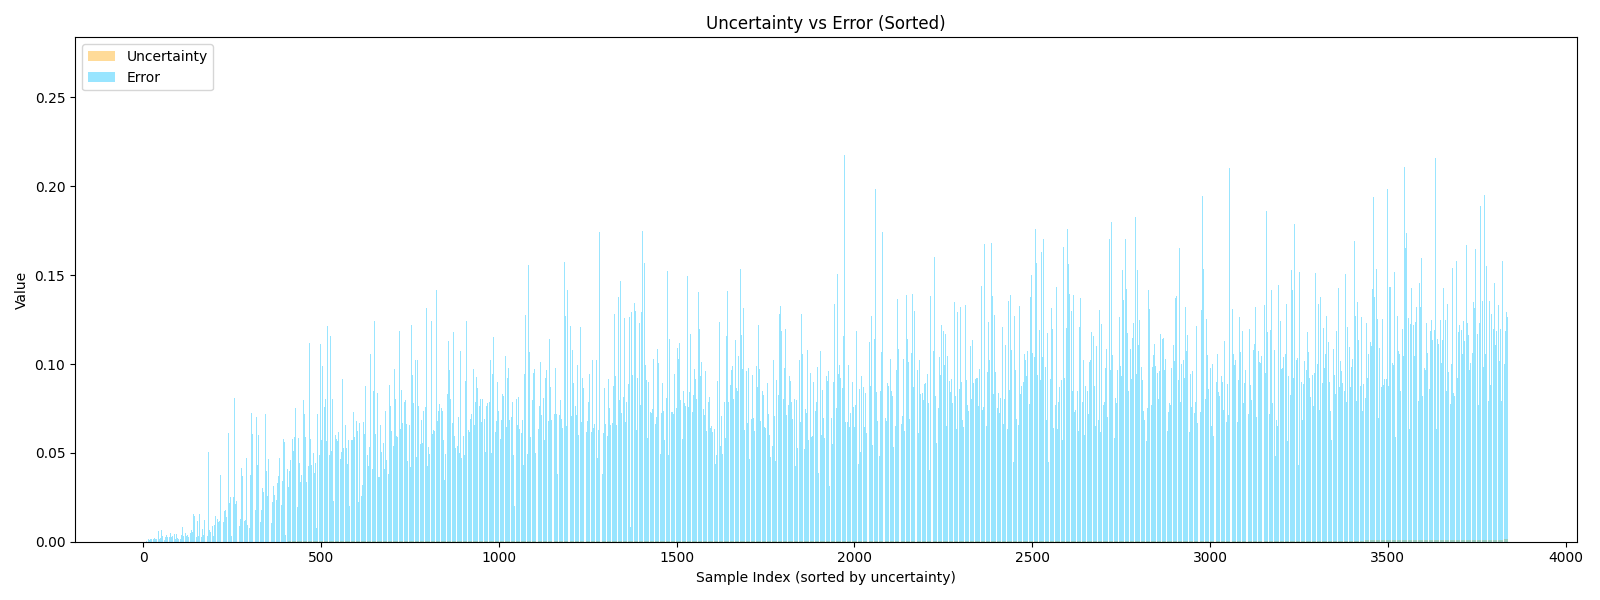 Uncertainty vs Error (Sorted)
Uncertainty
Error
Value
0.25
0.20
0.15
0.10
0.05
0.00
0 500 1000 1500 2000 2500 3000 3500 4000
Sample Index (sorted by uncertainty)